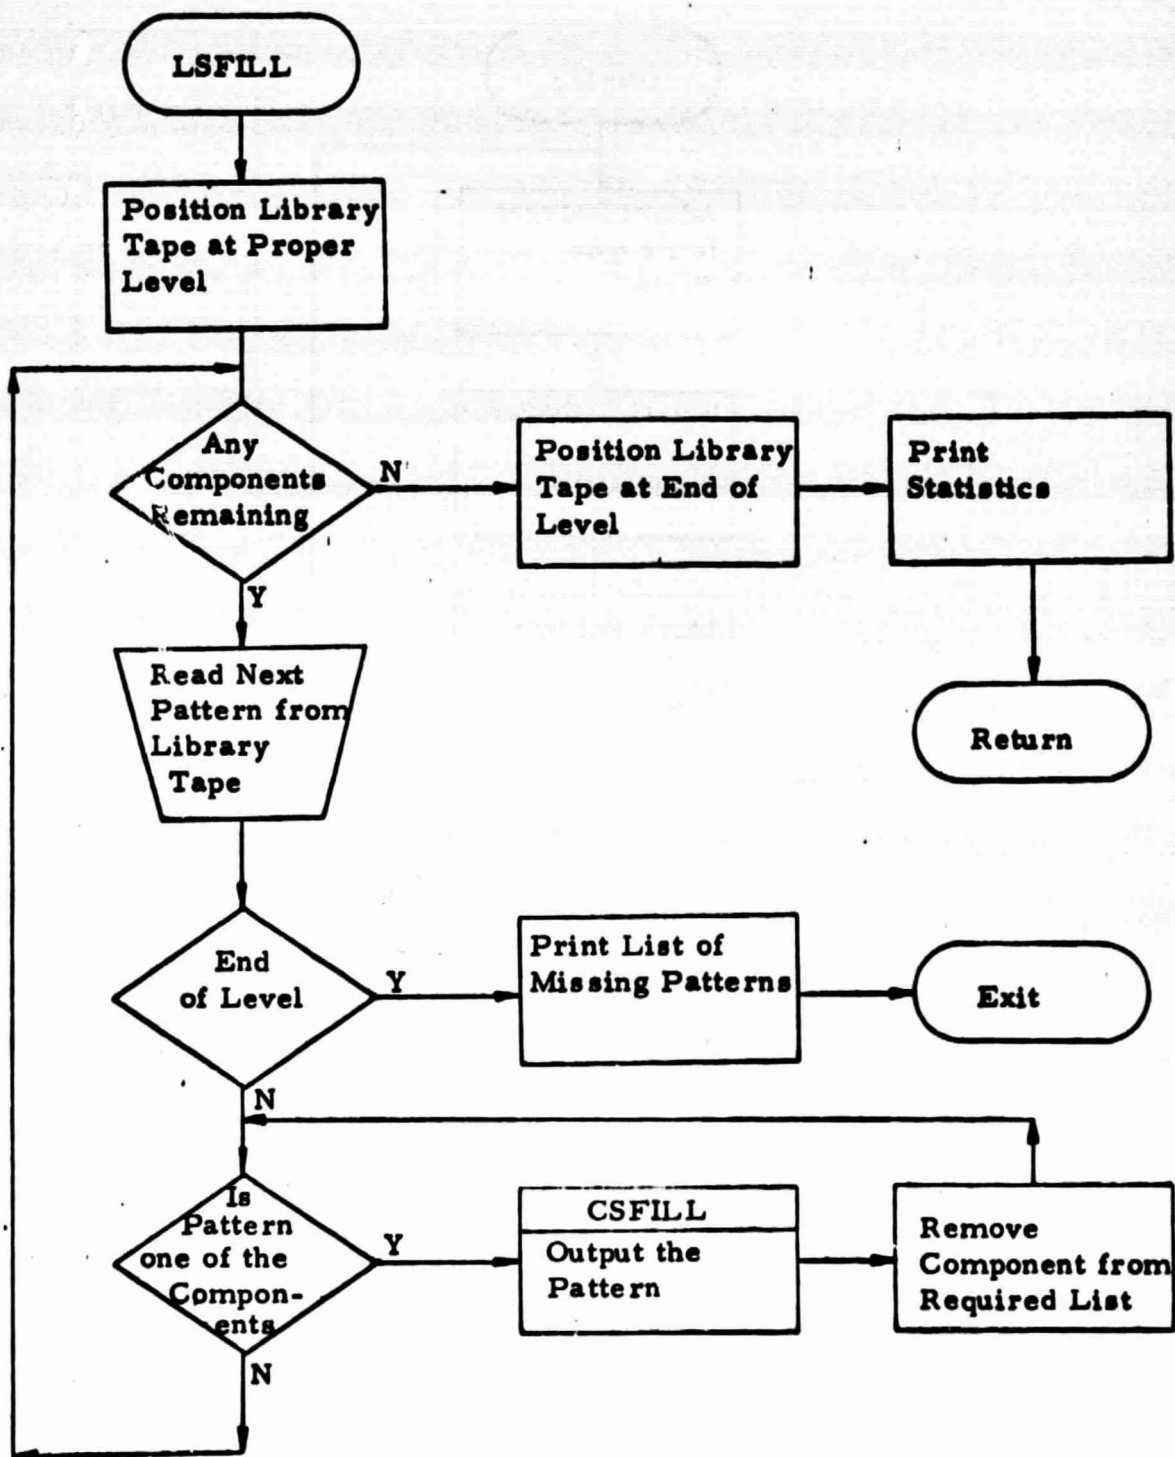 LSFILL
Position Library
Tape at Proper
Level
Any
Components
Remaining
N
Position Library
Tape at End of
Level
Print
Statistics
Y
Return
Read Next
Pattern from
Library
Tape
End
of Level
Y
Print List of
Missing Patterns
Exit
N
Is
Pattern
one of the
Compon-
ents
Y
CSFILL
Output the
Pattern
Remove
Component from
Required List
N